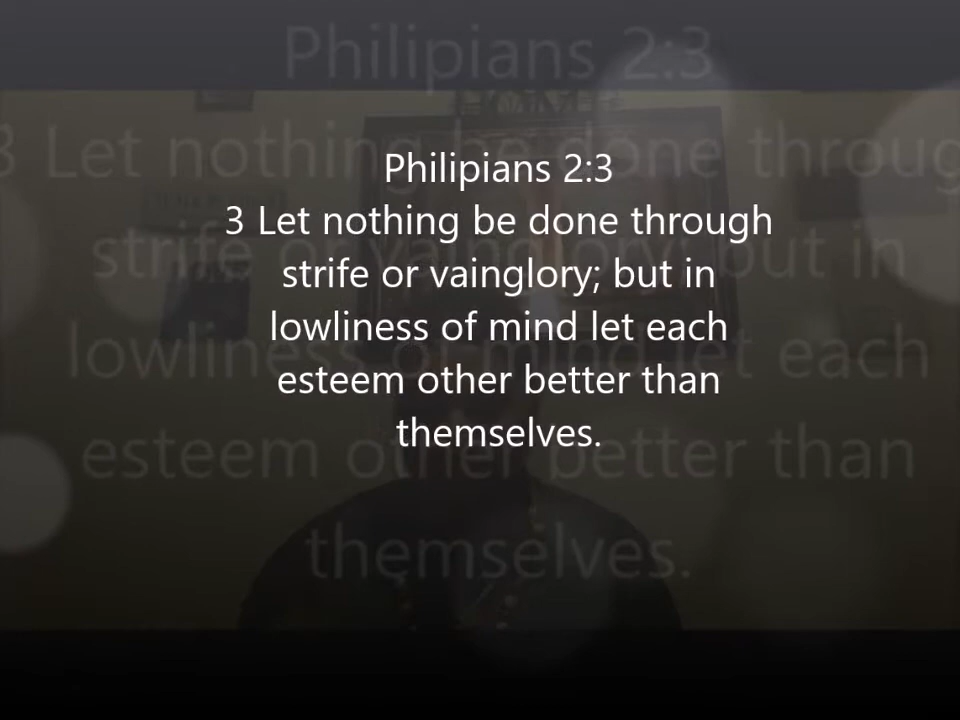 Philipians 2:3
3 Let nothing be done through
strife or vainglory; but in
lowliness of mind let each
esteem other better than
themselves.